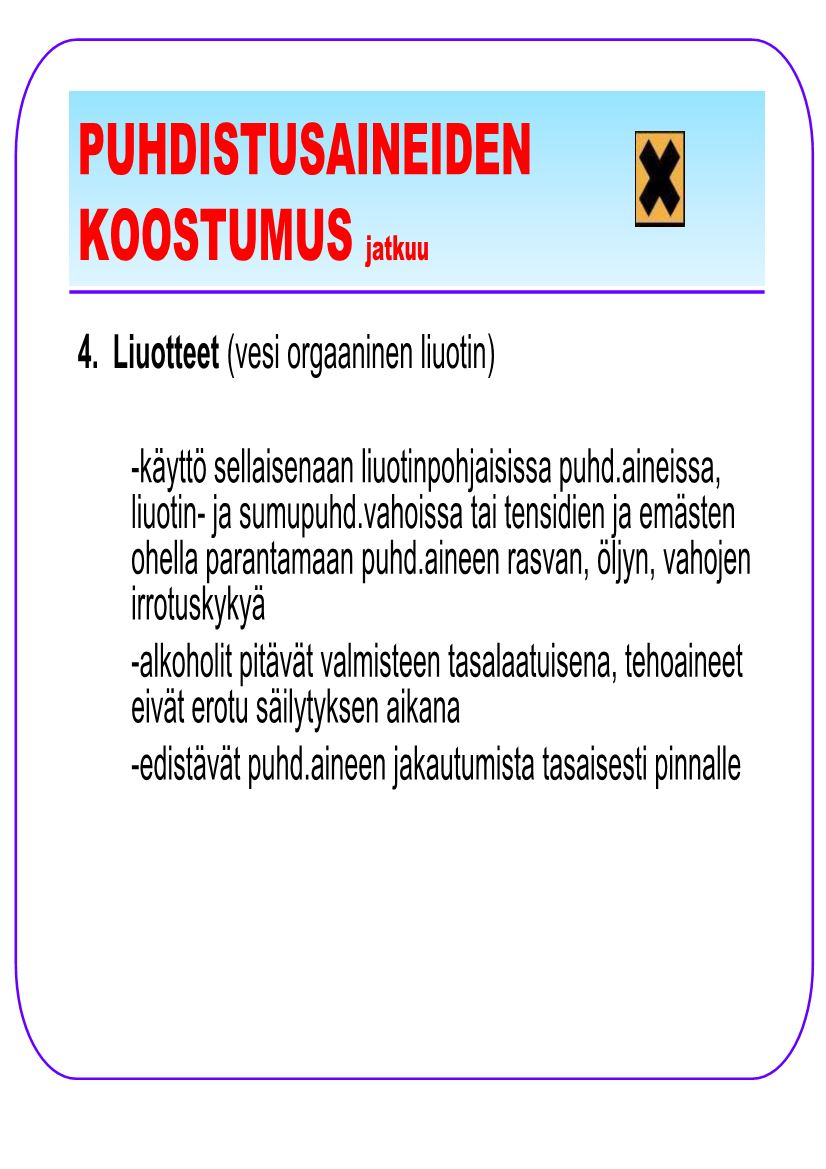 PUHDISTUSAINEIDEN
KOOSTUMUS jatkuu
4. Liuotteet (vesi orgaaninen liuotin)
-käyttö sellaisenaan liuotinpohjaisissa puhd.aineissa,
liuotin- ja sumupuhd.vahoissa tai tensidien ja emästen
ohella parantamaan puhd.aineen rasvan, öljyn, vahojen
irrotuskykyä
-alkoholit pitävät valmisteen tasalaatuisena, tehoaineet
eivät erotu säilytyksen aikana
-edistävät puhd.aineen jakautumista tasaisesti pinnalle